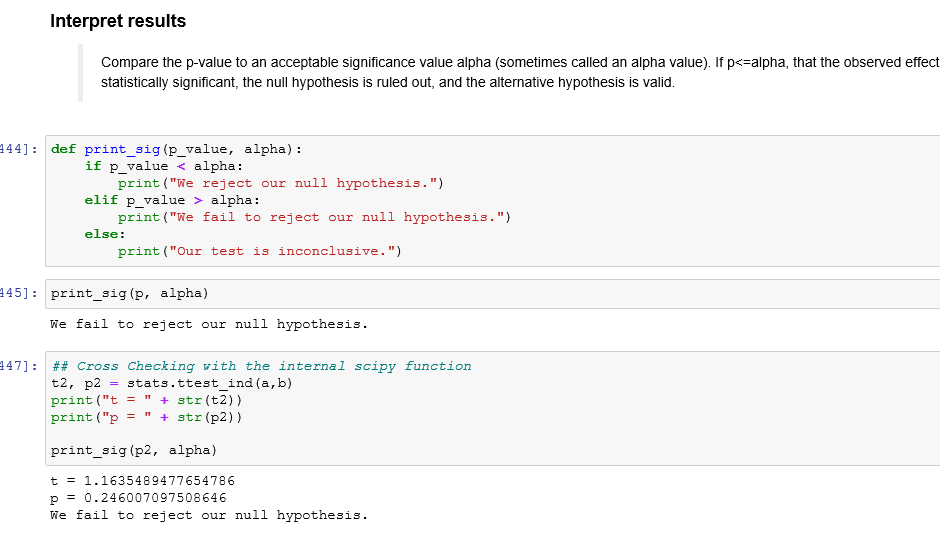 Interpret results
Compare the p-value to an acceptable significance value alpha (sometimes called an alpha value). If p<=alpha, that the observed effect
statistically significant, the null hypothesis is ruled out, and the alternative hypothesis is valid.
444]: def print_sig(p_value, alpha):
    if p_value < alpha:
        print("We reject our null hypothesis.")
    elif p_value > alpha:
        print("We fail to reject our null hypothesis.")
    else:
        print("Our test is inconclusive.")
445]: print_sig(p, alpha)
We fail to reject our null hypothesis.
447]: ## Cross Checking with the internal scipy function
t2, p2 = stats.ttest_ind(a,b)
print("t = " + str(t2))
print("p = " + str(p2))
print_sig(p2, alpha)
t = 1.1635489477654786
p = 0.246007097508646
We fail to reject our null hypothesis.